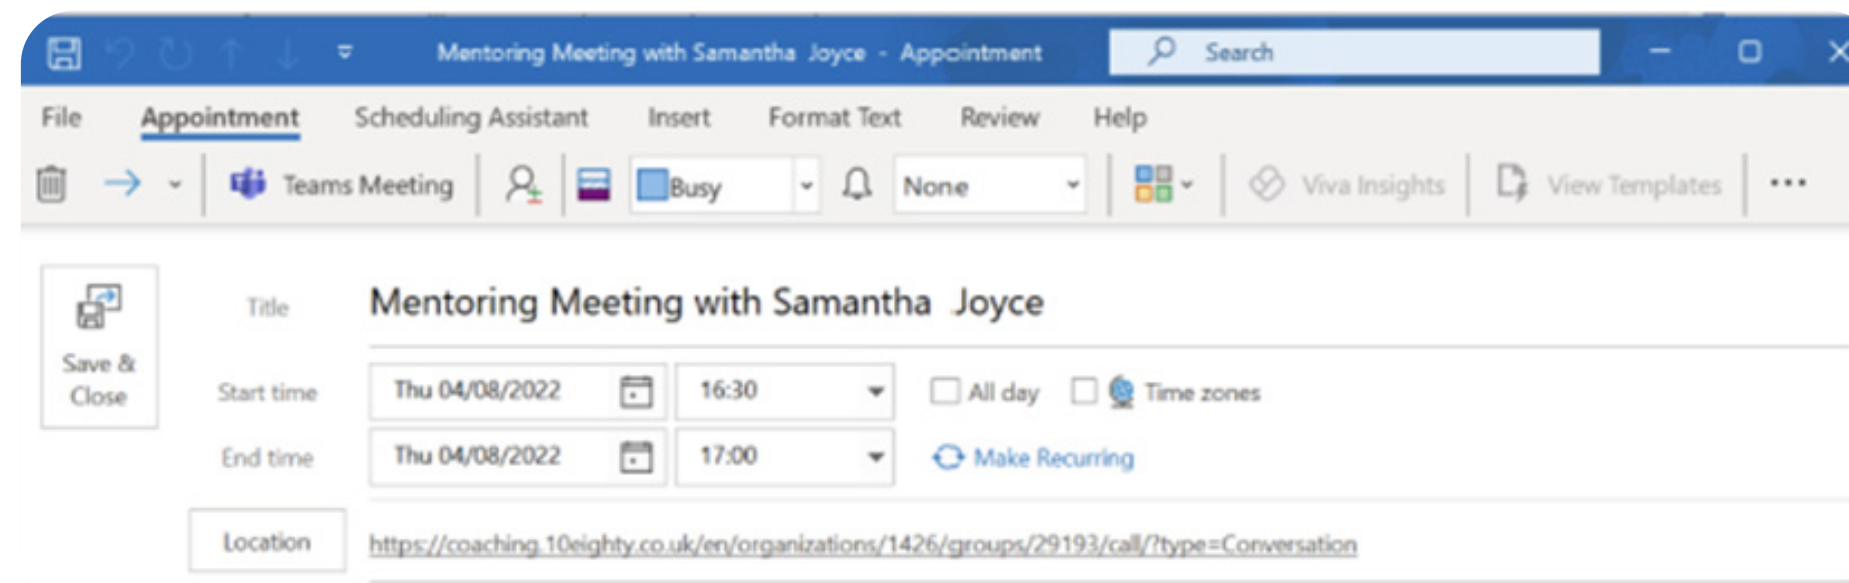 Mentoring Meeting with Samantha Joyce - Appointment Search
File Appointment Scheduling Assistant Insert Format Text Review Help
Teams Meeting Busy None Viva Insights View Templates
Title Mentoring Meeting with Samantha Joyce
Save &
Close
Start time Thu 04/08/2022 16:30 All day Time zones
End time Thu 04/08/2022 17:00 Make Recurring
Location https://coaching.10eighty.co.uk/en/organizations/1426/groups/29193/call/?type=Conversation